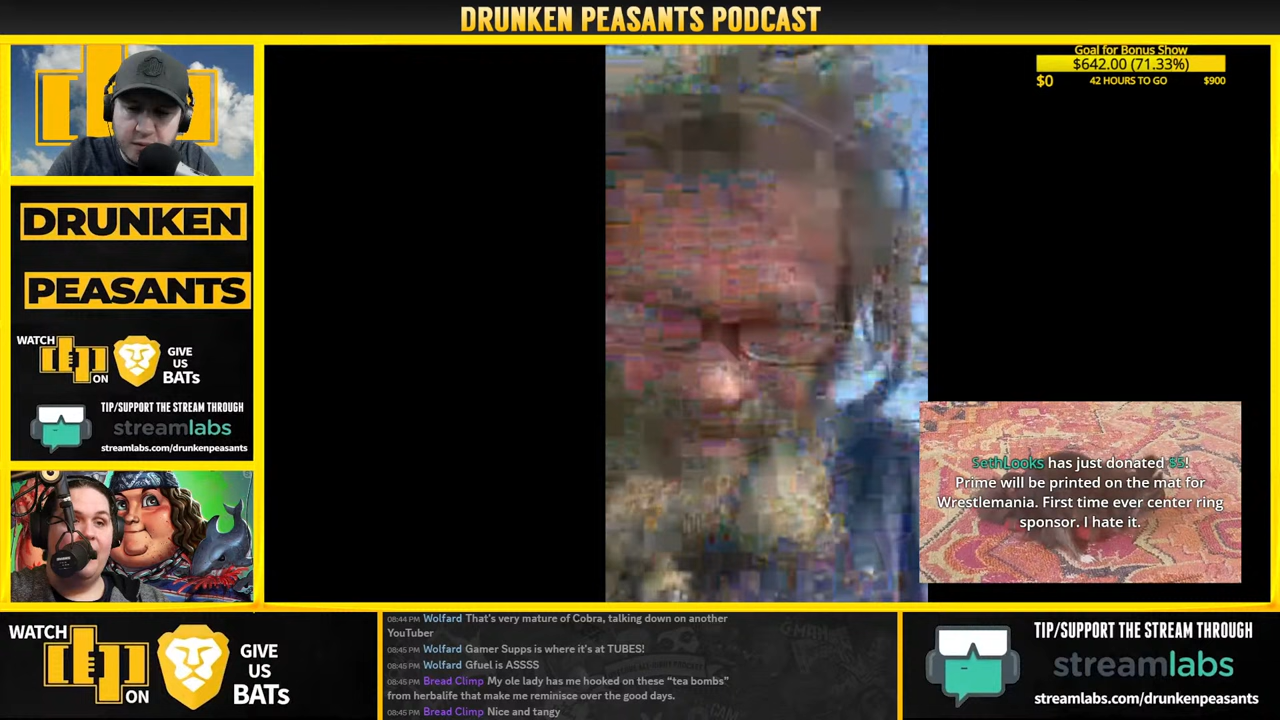 DRUNKEN PEASANTS PODCAST
Goal for Bonus Show
$642.00 (71.33%)
$0 42 HOURS TO GO $900
DRUNKEN
PEASANTS
WATCH
ON
GIVE
US
BATs
TIP/SUPPORT THE STREAM THROUGH
streamlabs
streamlabs.com/drunkenpeasants
SethLooks has just donated $5!
Prime will be printed on the mat for
Wrestlemania. First time ever center ring
sponsor. I hate it.
WATCH
ON
GIVE
US
BATs
08:44 PM Wolfard That's very mature of Cobra, talking down on another
YouTuber
08:45 PM Wolfard Gamer Supps is where it's at TUBES!
08:45 PM Wolfard Gfuel is ASSSS
08:45 PM Bread Climp My ole lady has me hooked on these “tea bombs”
from herbalife that make me reminisce over the good days.
08:45 PM Bread Climp Nice and tangy
TIP/SUPPORT THE STREAM THROUGH
streamlabs
streamlabs.com/drunkenpeasants